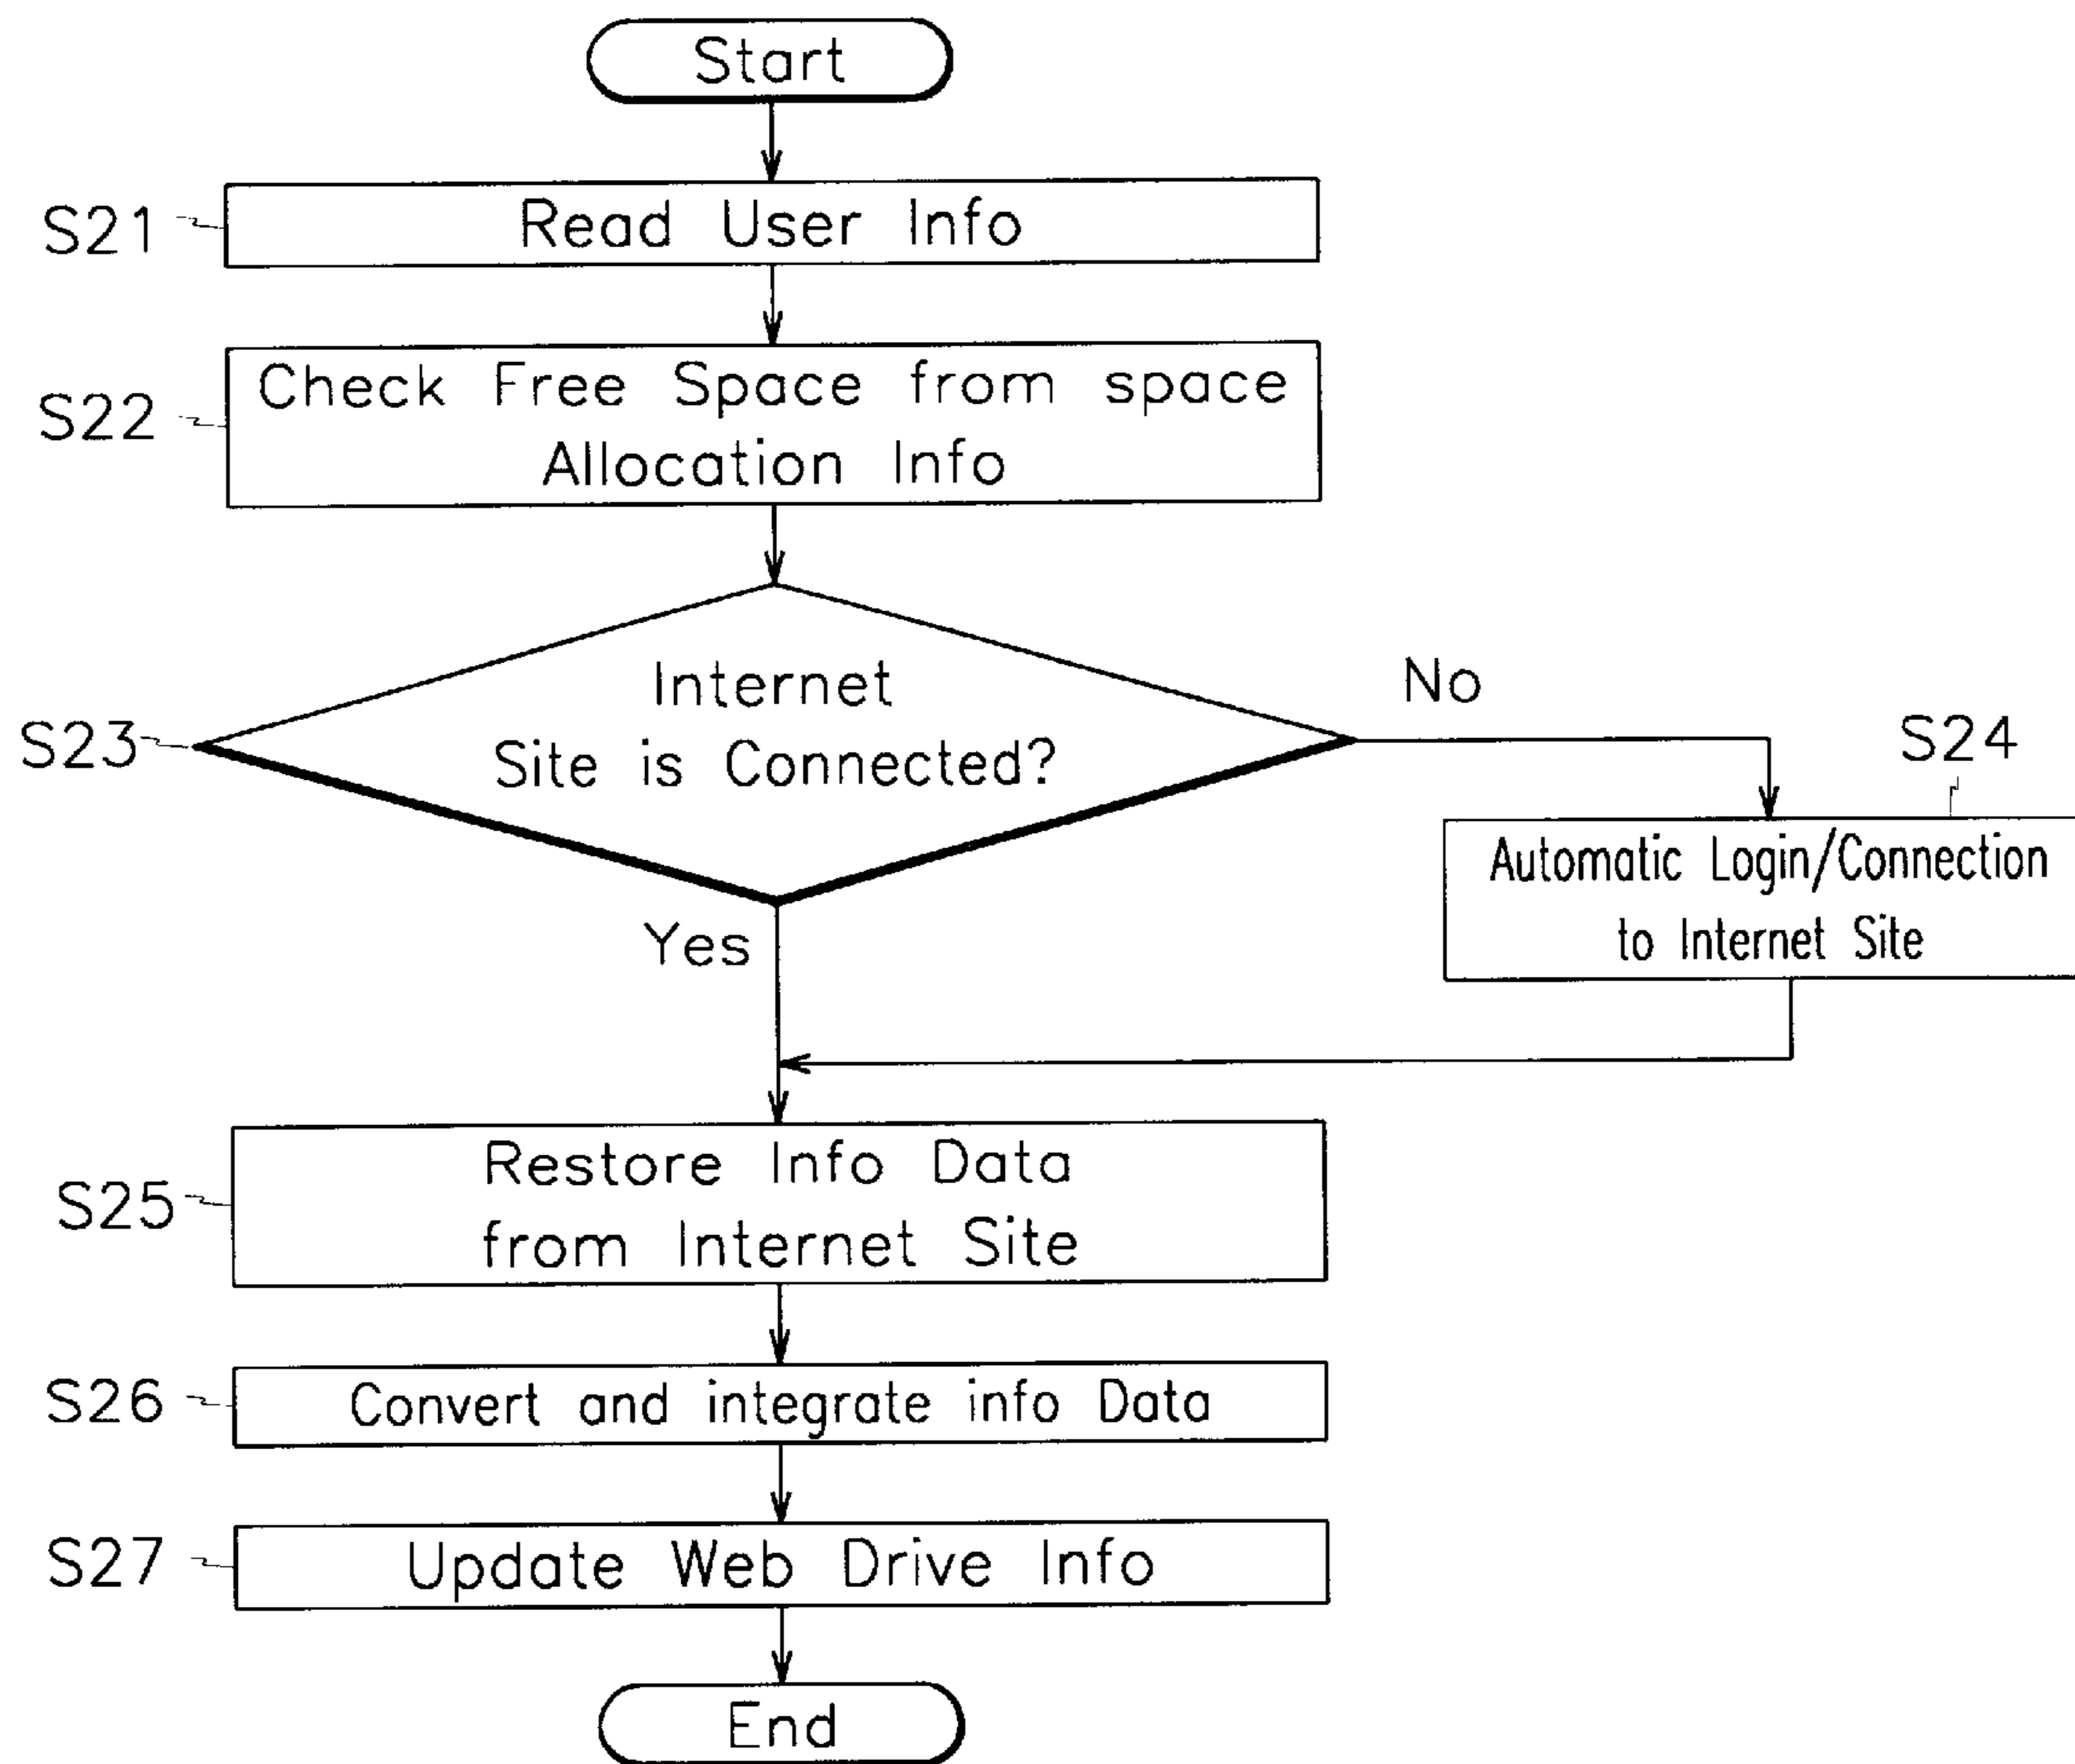 Start
S21
Read User Info
S22
Check Free Space from space
Allocation Info
S23
Internet
Site is Connected?
No
S24
Automatic Login/Connection
to Internet Site
Yes
S25
Restore Info Data
from Internet Site
S26
Convert and integrate info Data
S27
Update Web Drive Info
End